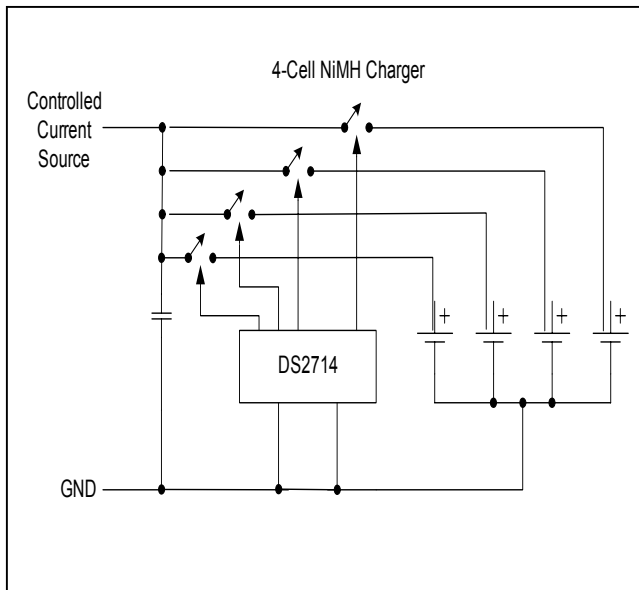 4-Cell NiMH Charger
Controlled
Current
Source
+ + + +
DS2714
GND